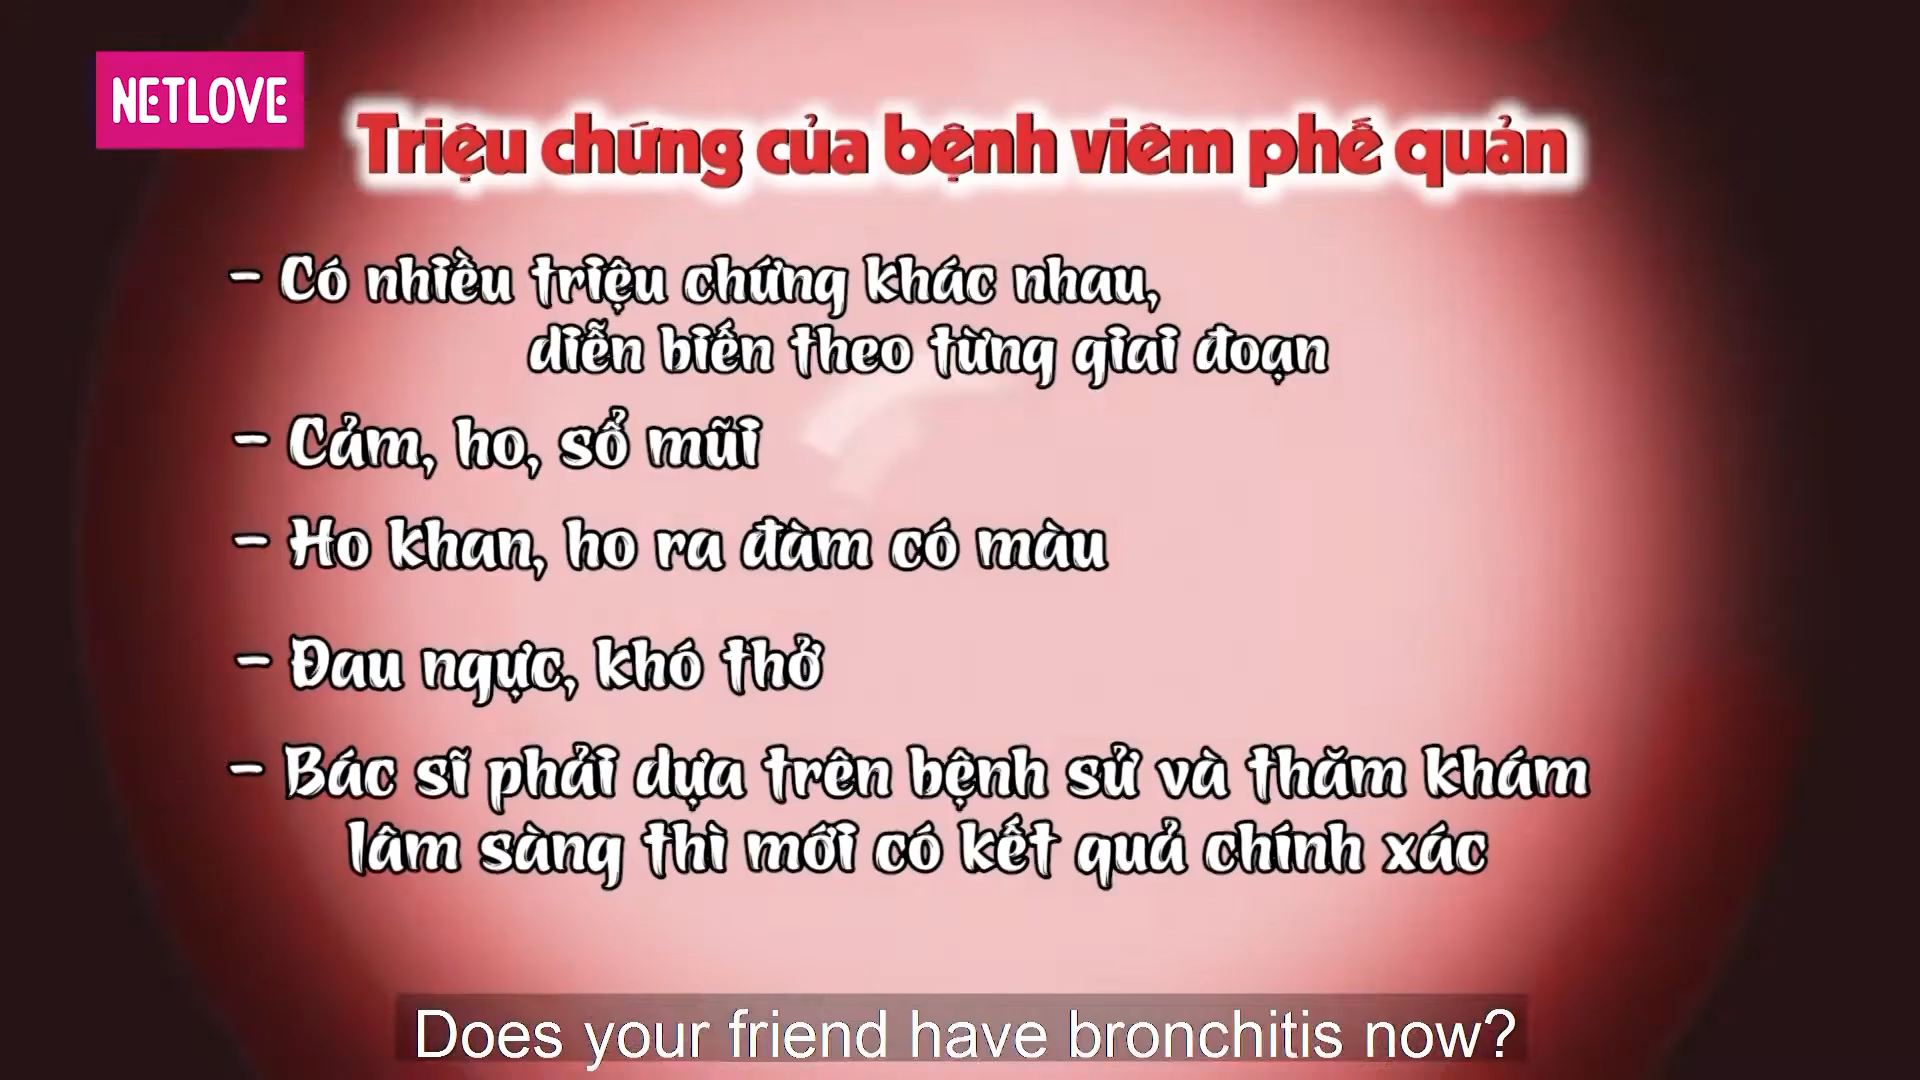 NETLOVE
Triệu chứng của bệnh viêm phế quản
- Có nhiều triệu chứng khác nhau,
diễn biến theo từng giai đoạn
- Cảm, ho, sổ mũi
- Ho khan, ho ra đàm có màu
- Đau ngực, khó thở
- Bác sĩ phải dựa trên bệnh sử và thăm khám
lâm sàng thì mới có kết quả chính xác
Does your friend have bronchitis now?